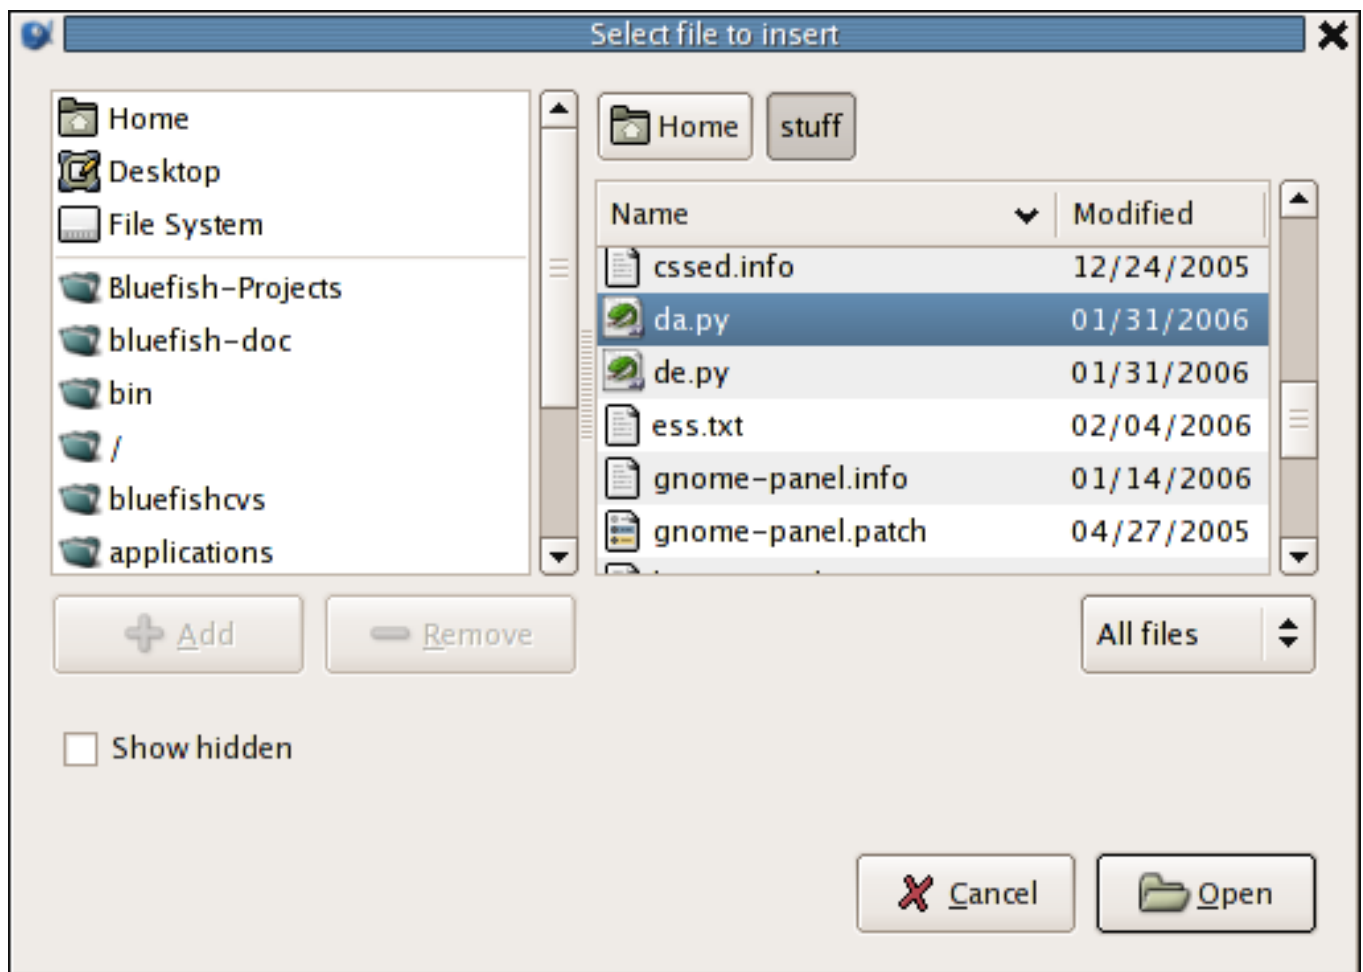 Select file to insert
Home
Desktop
File System
Bluefish-Projects
bluefish-doc
bin
/
bluefishcvs
applications
Add
Remove
Home stuff
Name Modified
cssed.info 12/24/2005
da.py 01/31/2006
de.py 01/31/2006
ess.txt 02/04/2006
gnome-panel.info 01/14/2006
gnome-panel.patch 04/27/2005
All files
Show hidden
Cancel Open